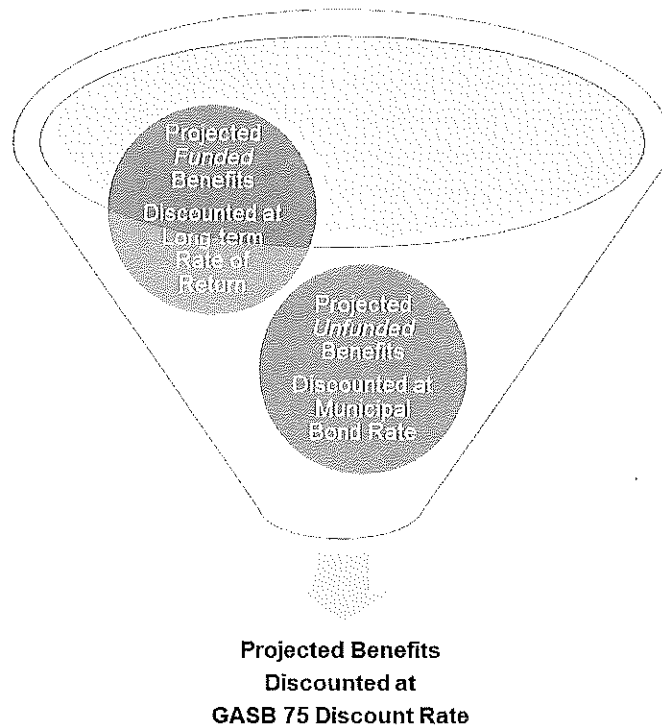 Projected
Funded
Benefits
Discounted at
Long-term
Rate of
Return
Projected
Unfunded
Benefits
Discounted at
Municipal
Bond Rate
Projected Benefits
Discounted at
GASB 75 Discount Rate